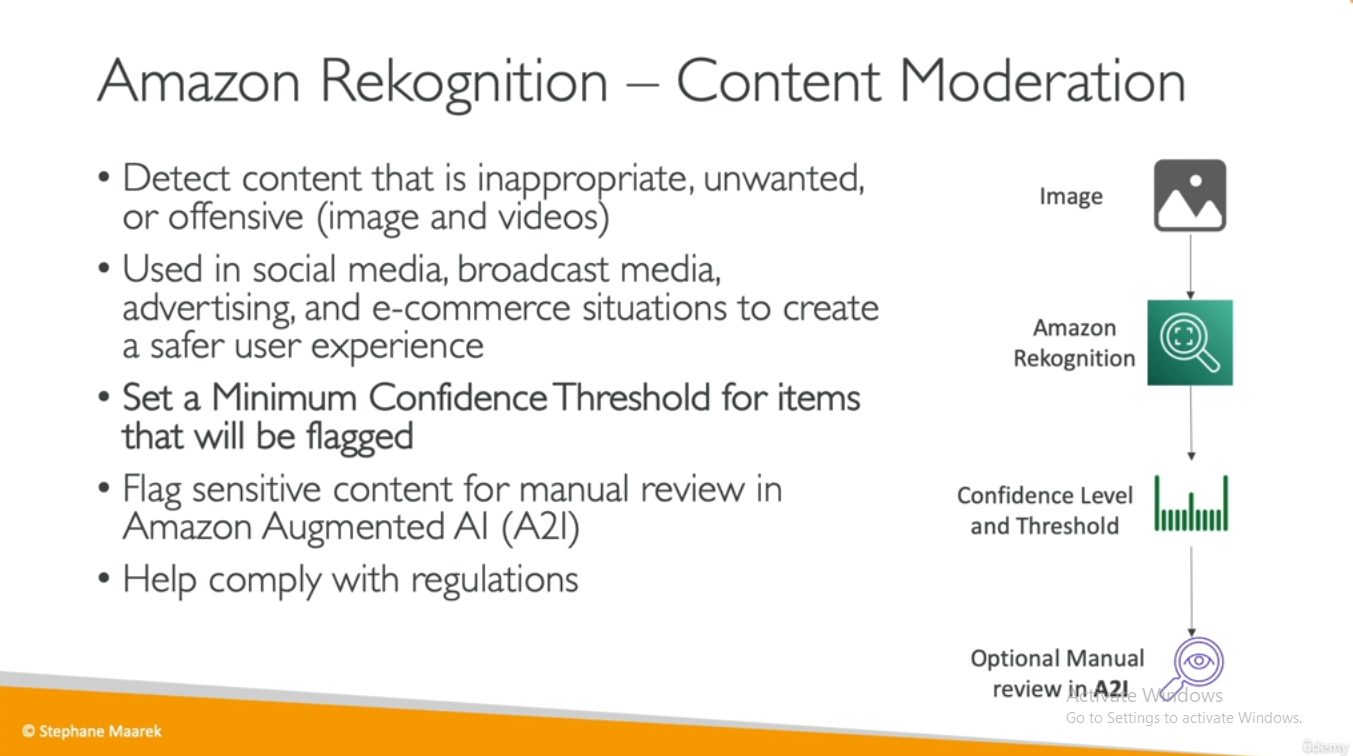 Amazon Rekognition – Content Moderation
• Detect content that is inappropriate, unwanted,
or offensive (image and videos)
• Used in social media, broadcast media,
advertising, and e-commerce situations to create
a safer user experience
• Set a Minimum Confidence Threshold for items
that will be flagged
• Flag sensitive content for manual review in
Amazon Augmented AI (A2I)
• Help comply with regulations
Image
Amazon
Rekognition
Confidence Level
and Threshold
Optional Manual
review in A2I
Activate Windows
Go to Settings to activate Windows.
© Stephane Maarek
ûdemy